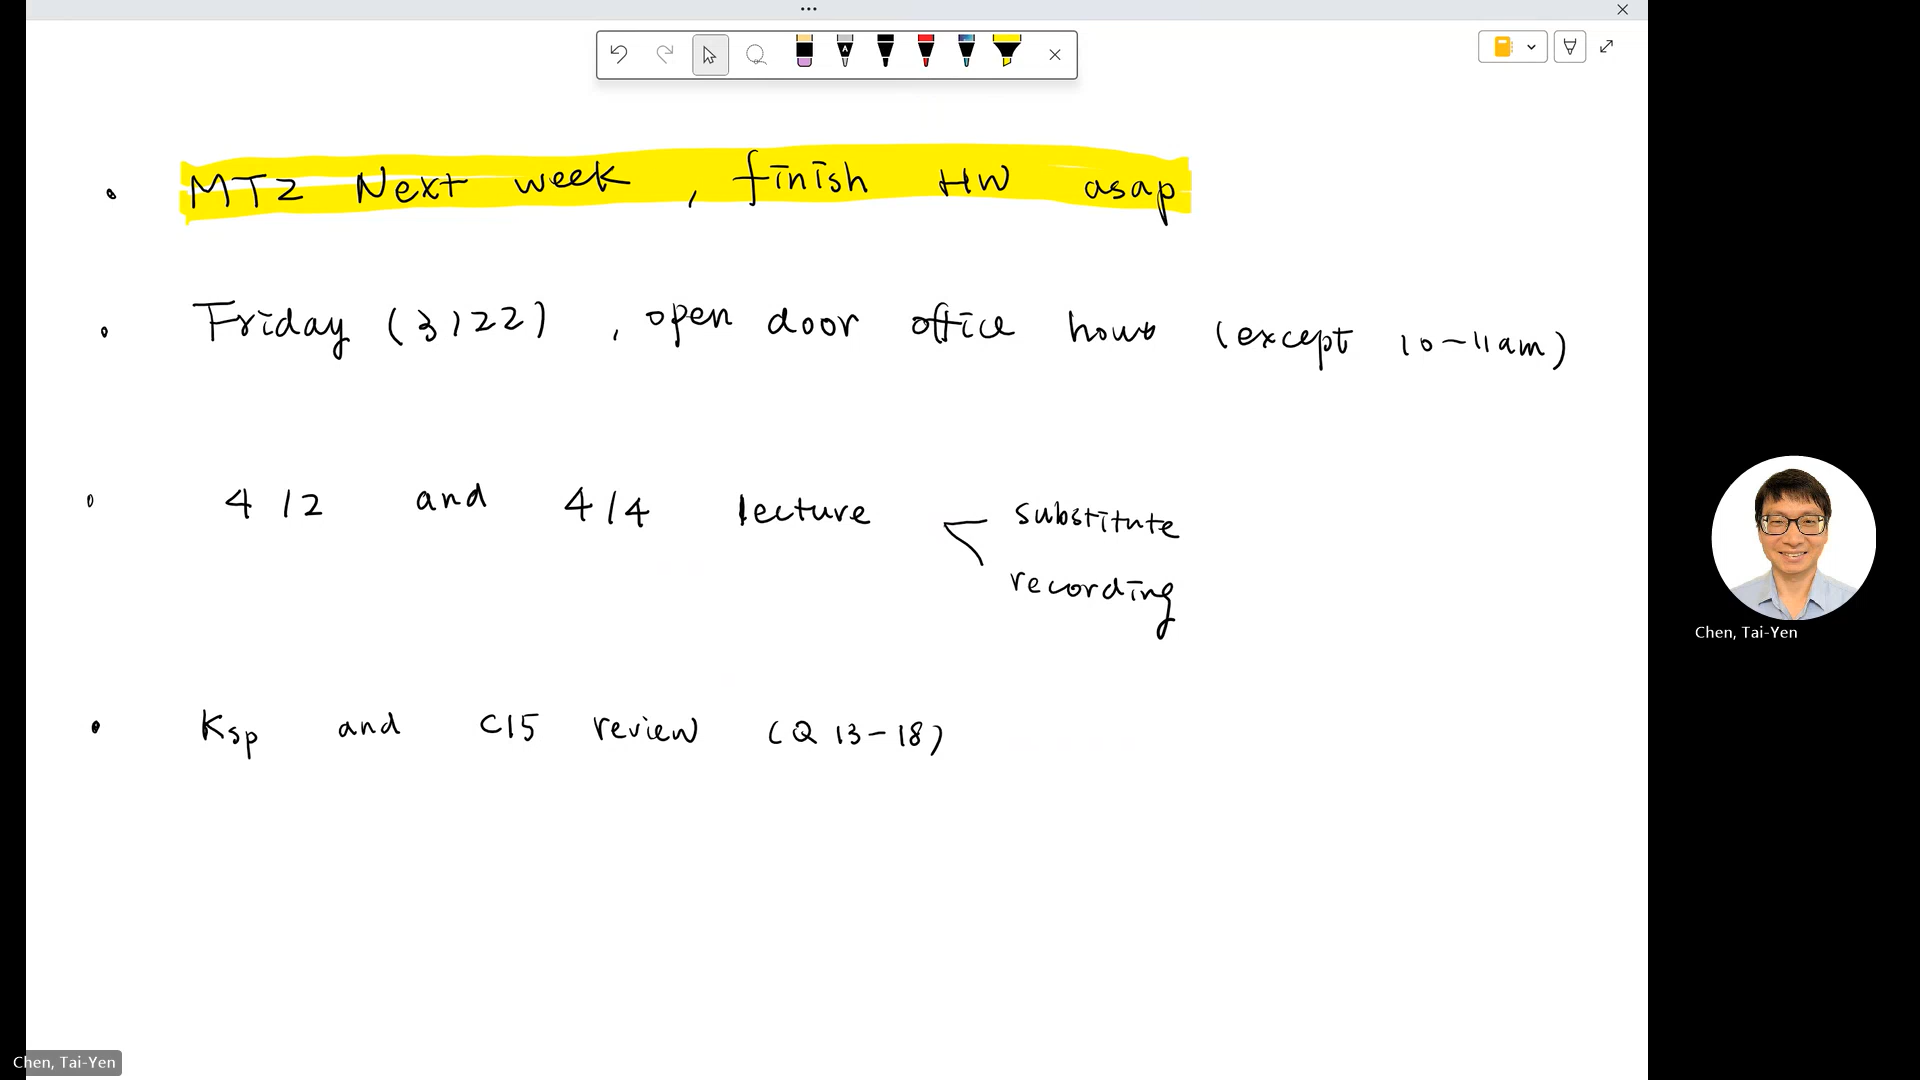 MT2 Next week , finish HW asap
Friday (3/22) , open door office hours (except 10-11am)
4/2 and 4/4 lecture
substitute
recording
Ksp and C15 review (Q 13-18)
Chen, Tai-Yen
Chen, Tai-Yen